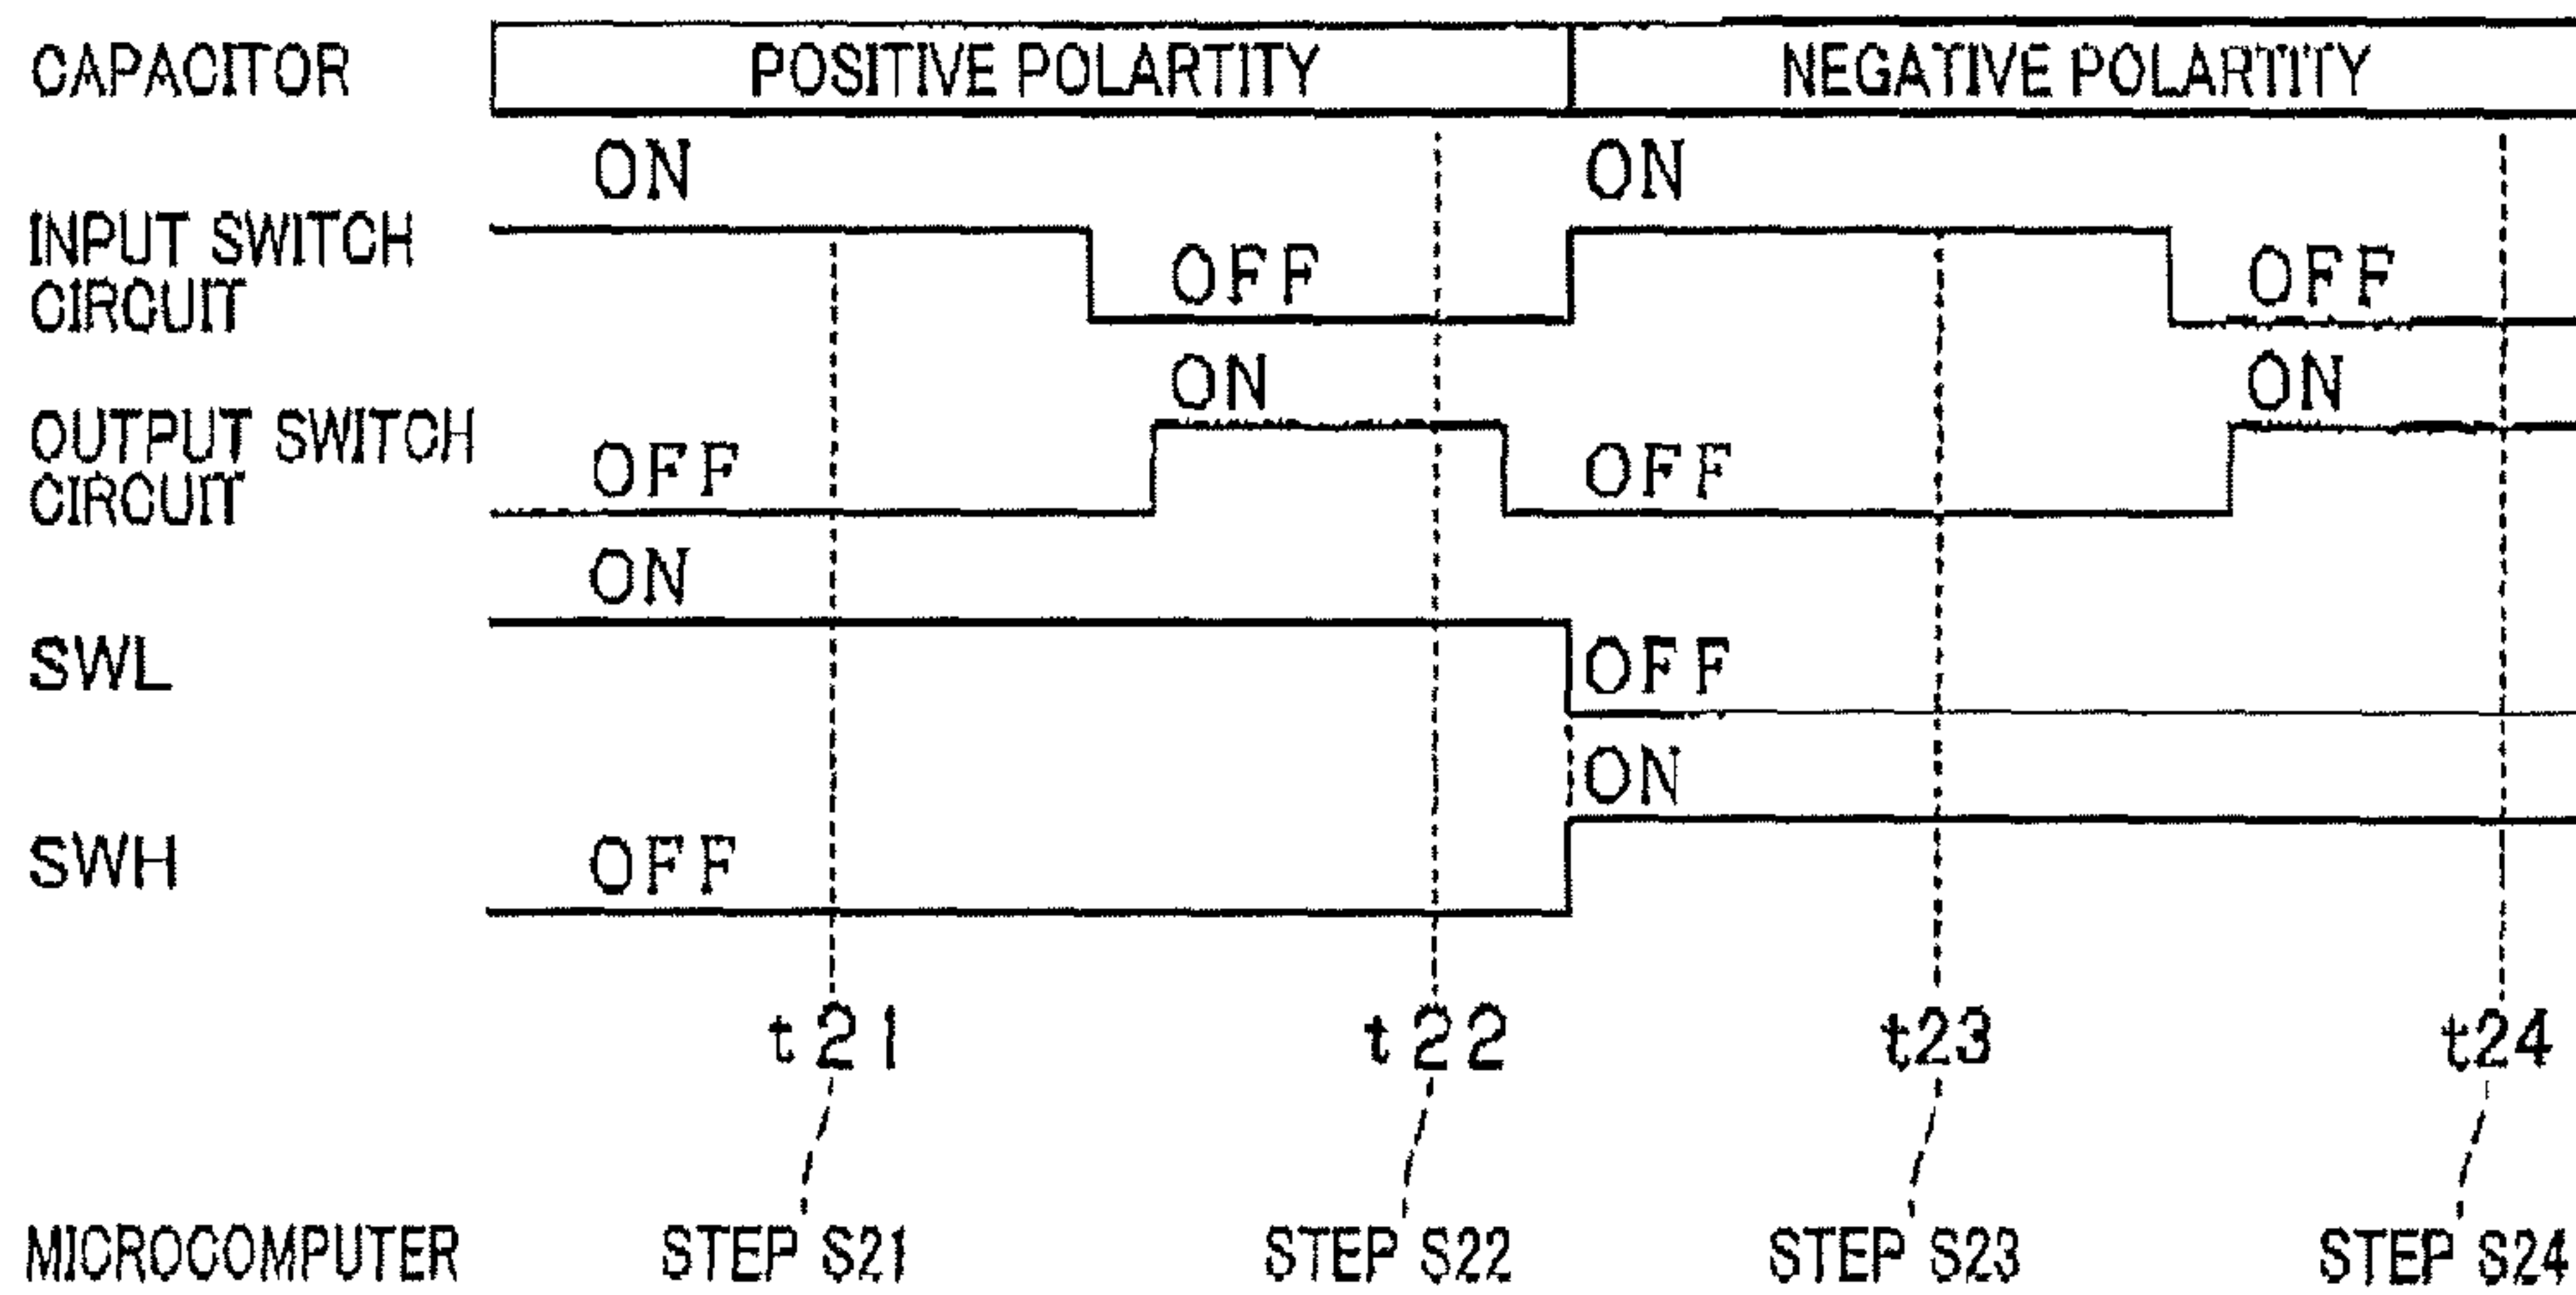 CAPACITOR
POSITIVE POLARTITY
NEGATIVE POLARTITY
ON
ON
INPUT SWITCH
CIRCUIT
OFF
OFF
ON
ON
OUTPUT SWITCH
CIRCUIT
OFF
OFF
ON
SWL
OFF
ON
SWH
OFF
t21
t22
t23
t24
MICROCOMPUTER
STEP S21
STEP S22
STEP S23
STEP S24